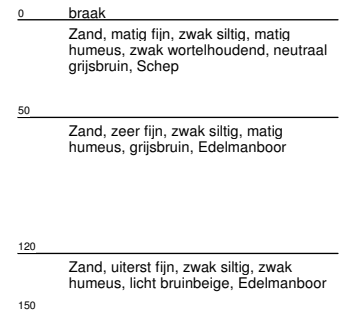 0 braak
Zand, matig fijn, zwak siltig, matig
humeus, zwak wortelhoudend, neutraal
grijsbruin, Schep
50
Zand, zeer fijn, zwak siltig, matig
humeus, grijsbruin, Edelmanboor
120
Zand, uiterst fijn, zwak siltig, zwak
humeus, licht bruinbeige, Edelmanboor
150